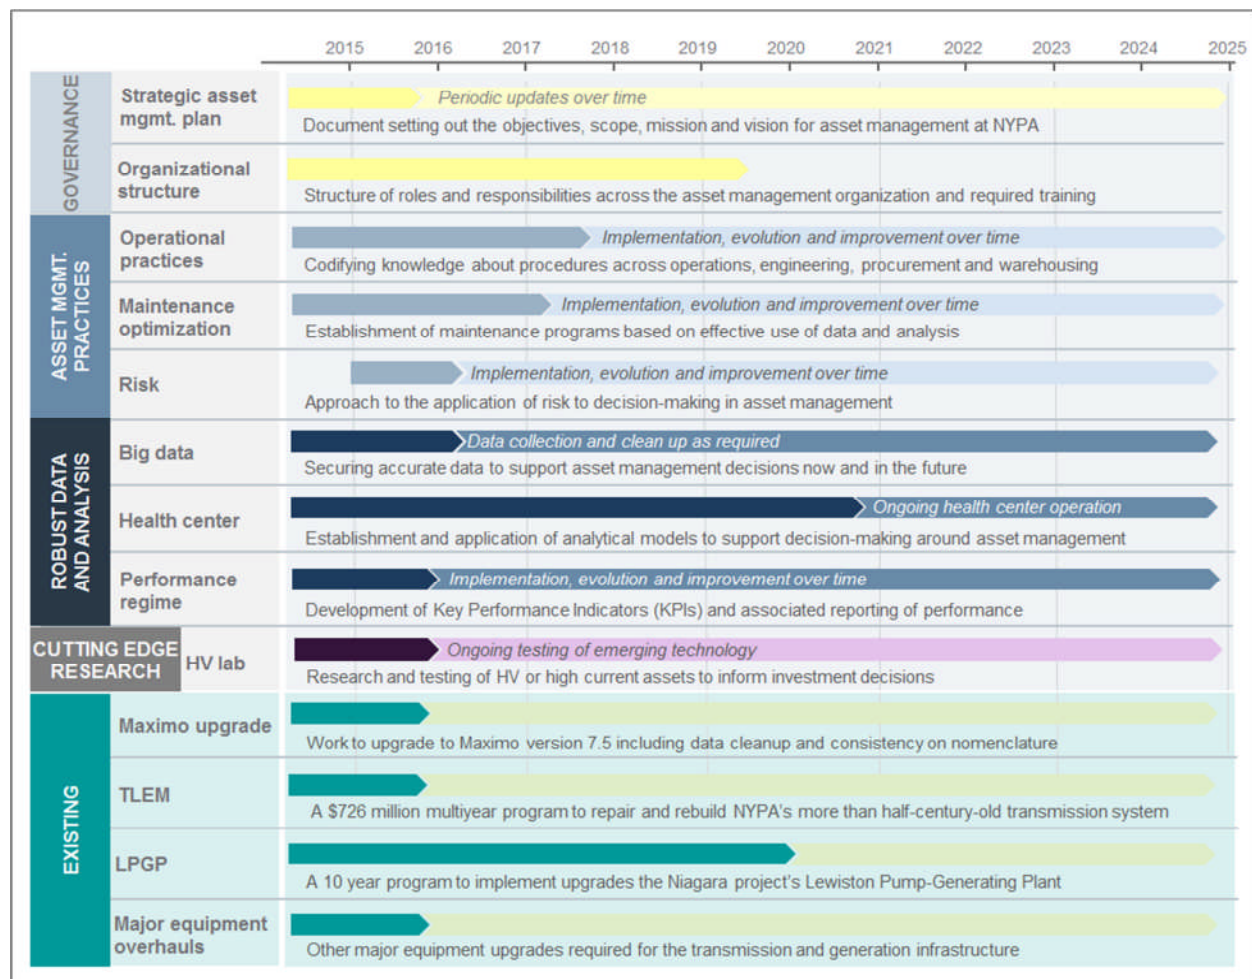 2015 2016 2017 2018 2019 2020 2021 2022 2023 2024 2025
GOVERNANCE
Strategic asset
mgmt. plan
Periodic updates over time
Document setting out the objectives, scope, mission and vision for asset management at NYPA
Organizational
structure
Structure of roles and responsibilities across the asset management organization and required training
ASSET MGMT.
PRACTICES
Operational
practices
Implementation, evolution and improvement over time
Codifying knowledge about procedures across operations, engineering, procurement and warehousing
Maintenance
optimization
Implementation, evolution and improvement over time
Establishment of maintenance programs based on effective use of data and analysis
Risk
Implementation, evolution and improvement over time
Approach to the application of risk to decision-making in asset management
ROBUST DATA
AND ANALYSIS
Big data
Data collection and clean up as required
Securing accurate data to support asset management decisions now and in the future
Health center
Ongoing health center operation
Establishment and application of analytical models to support decision-making around asset management
Performance
regime
Implementation, evolution and improvement over time
Development of Key Performance Indicators (KPIs) and associated reporting of performance
CUTTING EDGE
RESEARCH
HV lab
Ongoing testing of emerging technology
Research and testing of HV or high current assets to inform investment decisions
EXISTING
Maximo upgrade
Work to upgrade to Maximo version 7.5 including data cleanup and consistency on nomenclature
TLEM
A $726 million multiyear program to repair and rebuild NYPA's more than half-century-old transmission system
LPGP
A 10 year program to implement upgrades the Niagara project's Lewiston Pump-Generating Plant
Major equipment
overhauls
Other major equipment upgrades required for the transmission and generation infrastructure